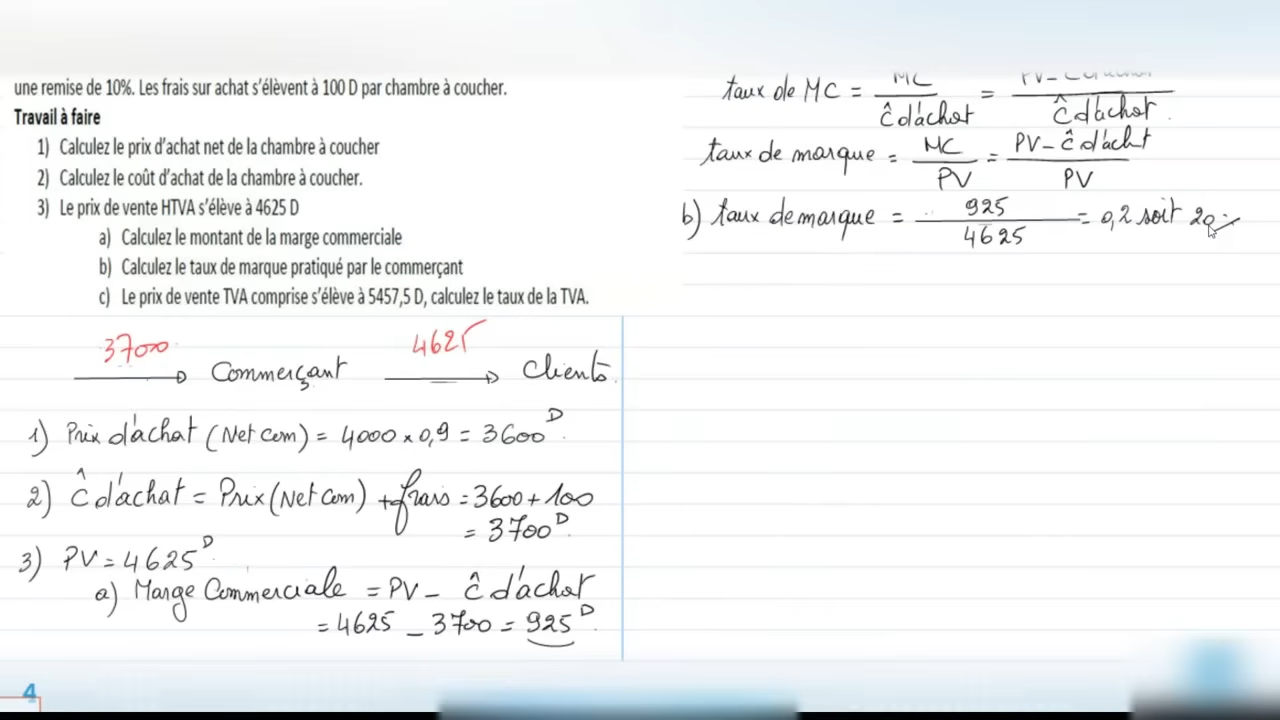 une remise de 10%. Les frais sur achat s'élèvent à 100 D par chambre à coucher.
Travail à faire
1) Calculez le prix d'achat net de la chambre à coucher
2) Calculez le coût d'achat de la chambre à coucher.
3) Le prix de vente HTVA s'élève à 4625 D
a) Calculez le montant de la marge commerciale
b) Calculez le taux de marque pratiqué par le commerçant
c) Le prix de vente TVA comprise s'élève à 5457,5 D, calculez le taux de la TVA.
3700 4625
Commerçant Clients.
1) Prix d'achat (Net com) = 4000 × 0,9 = 3600 D.
2) Ĉ d'achat = Prix (Net Com) + frais = 3600 + 100
= 3700 D.
3) PV = 4625 D.
a) Marge Commerciale = PV - ĉ d'achat
= 4625 - 3700 = 925 D.
taux de MC = MC / ĉ d'achat = PV - ĉ d'achat / ĉ d'achat.
taux de marque = MC / PV = PV - ĉ d'acht / PV
b) taux de marque = 925 / 4625 = 0,2 soit 20%
4